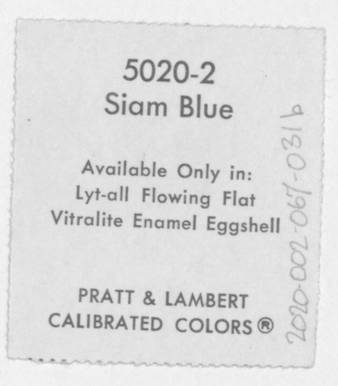 5020-2
Siam Blue
Available Only in:
Lyt-all Flowing Flat
Vitralite Enamel Eggshell
PRATT & LAMBERT
CALIBRATED COLORS®
2020-002-067-031b